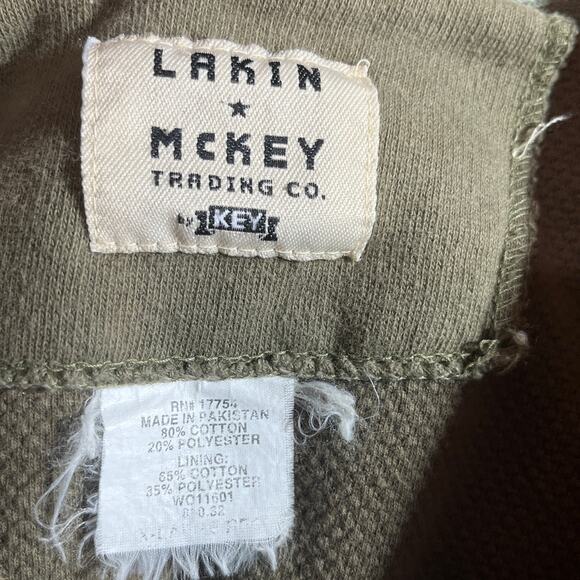 LAKIN
★
MCKEY
TRADING CO.
by KEY
RN# 17754
MADE IN PAKISTAN
80% COTTON
20% POLYESTER
LINING:
65% COTTON
35% POLYESTER
WO11601